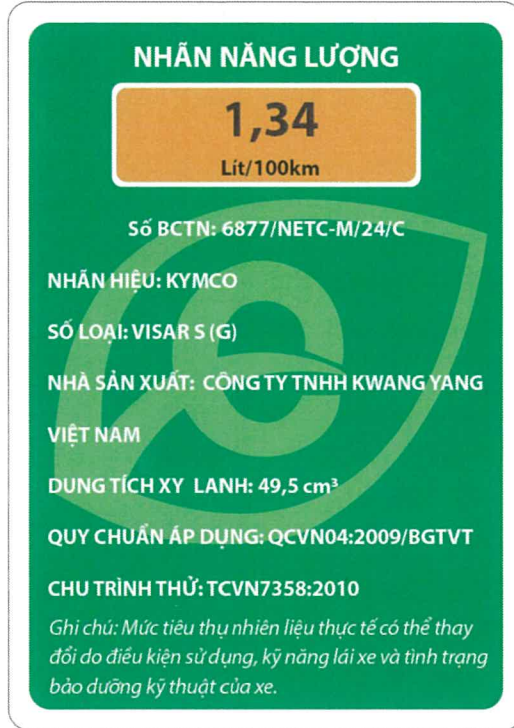 NHÃN NĂNG LƯỢNG
1,34
Lít/100km
Số BCTN: 6877/NETC-M/24/C
NHÃN HIỆU: KYMCO
SỐ LOẠI: VISAR S (G)
NHÀ SẢN XUẤT: CÔNG TY TNHH KWANG YANG
VIỆT NAM
DUNG TÍCH XY LANH: 49,5 cm³
QUY CHUẨN ÁP DỤNG: QCVN04:2009/BGTVT
CHU TRÌNH THỬ: TCVN7358:2010
Ghi chú: Mức tiêu thụ nhiên liệu thực tế có thể thay
đổi do điều kiện sử dụng, kỹ năng lái xe và tình trạng
bảo dưỡng kỹ thuật của xe.